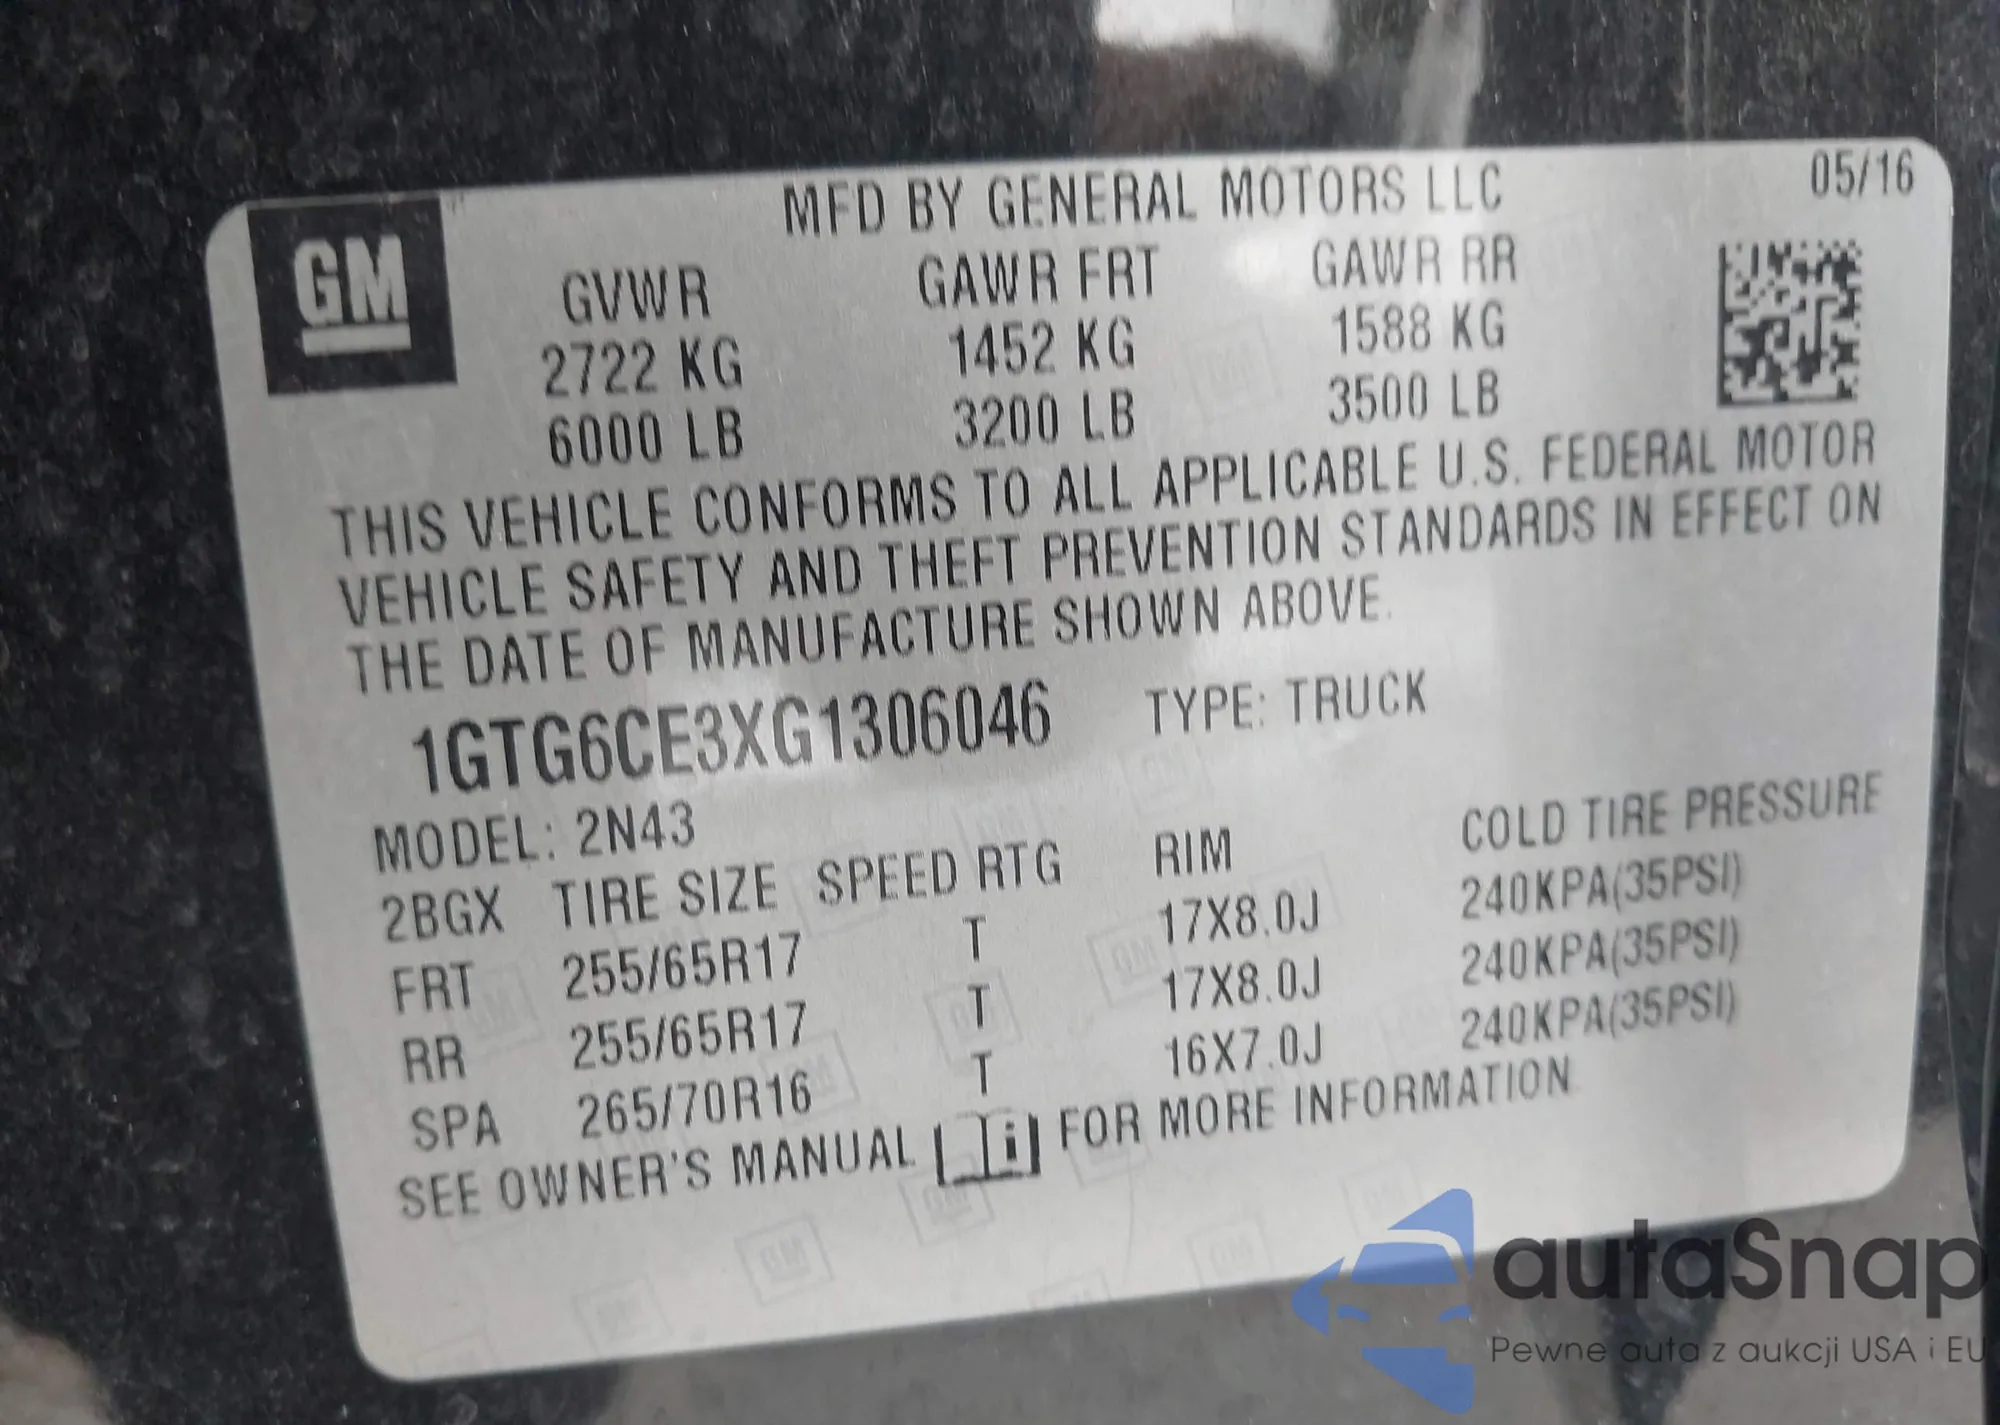 MFD BY GENERAL MOTORS LLC 05/16
GM
GVWR GAWR FRT GAWR RR
2722 KG 1452 KG 1588 KG
6000 LB 3200 LB 3500 LB
THIS VEHICLE CONFORMS TO ALL APPLICABLE U.S. FEDERAL MOTOR
VEHICLE SAFETY AND THEFT PREVENTION STANDARDS IN EFFECT ON
THE DATE OF MANUFACTURE SHOWN ABOVE.
1GTG6CE3XG1306046 TYPE: TRUCK
MODEL: 2N43
2BGX TIRE SIZE SPEED RTG RIM COLD TIRE PRESSURE
FRT 255/65R17 T 17X8.0J 240KPA(35PSI)
RR 255/65R17 T 17X8.0J 240KPA(35PSI)
SPA 265/70R16 T 16X7.0J 240KPA(35PSI)
SEE OWNER'S MANUAL i FOR MORE INFORMATION
autaSnap
Pewne auta z aukcji USA i EU